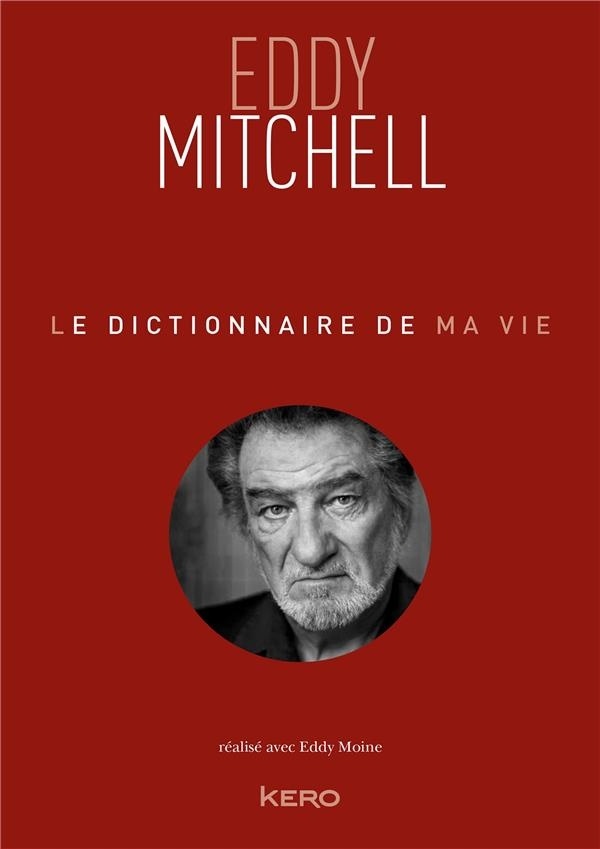 EDDY
MITCHELL
LE DICTIONNAIRE DE MA VIE
réalisé avec Eddy Moine
KERO